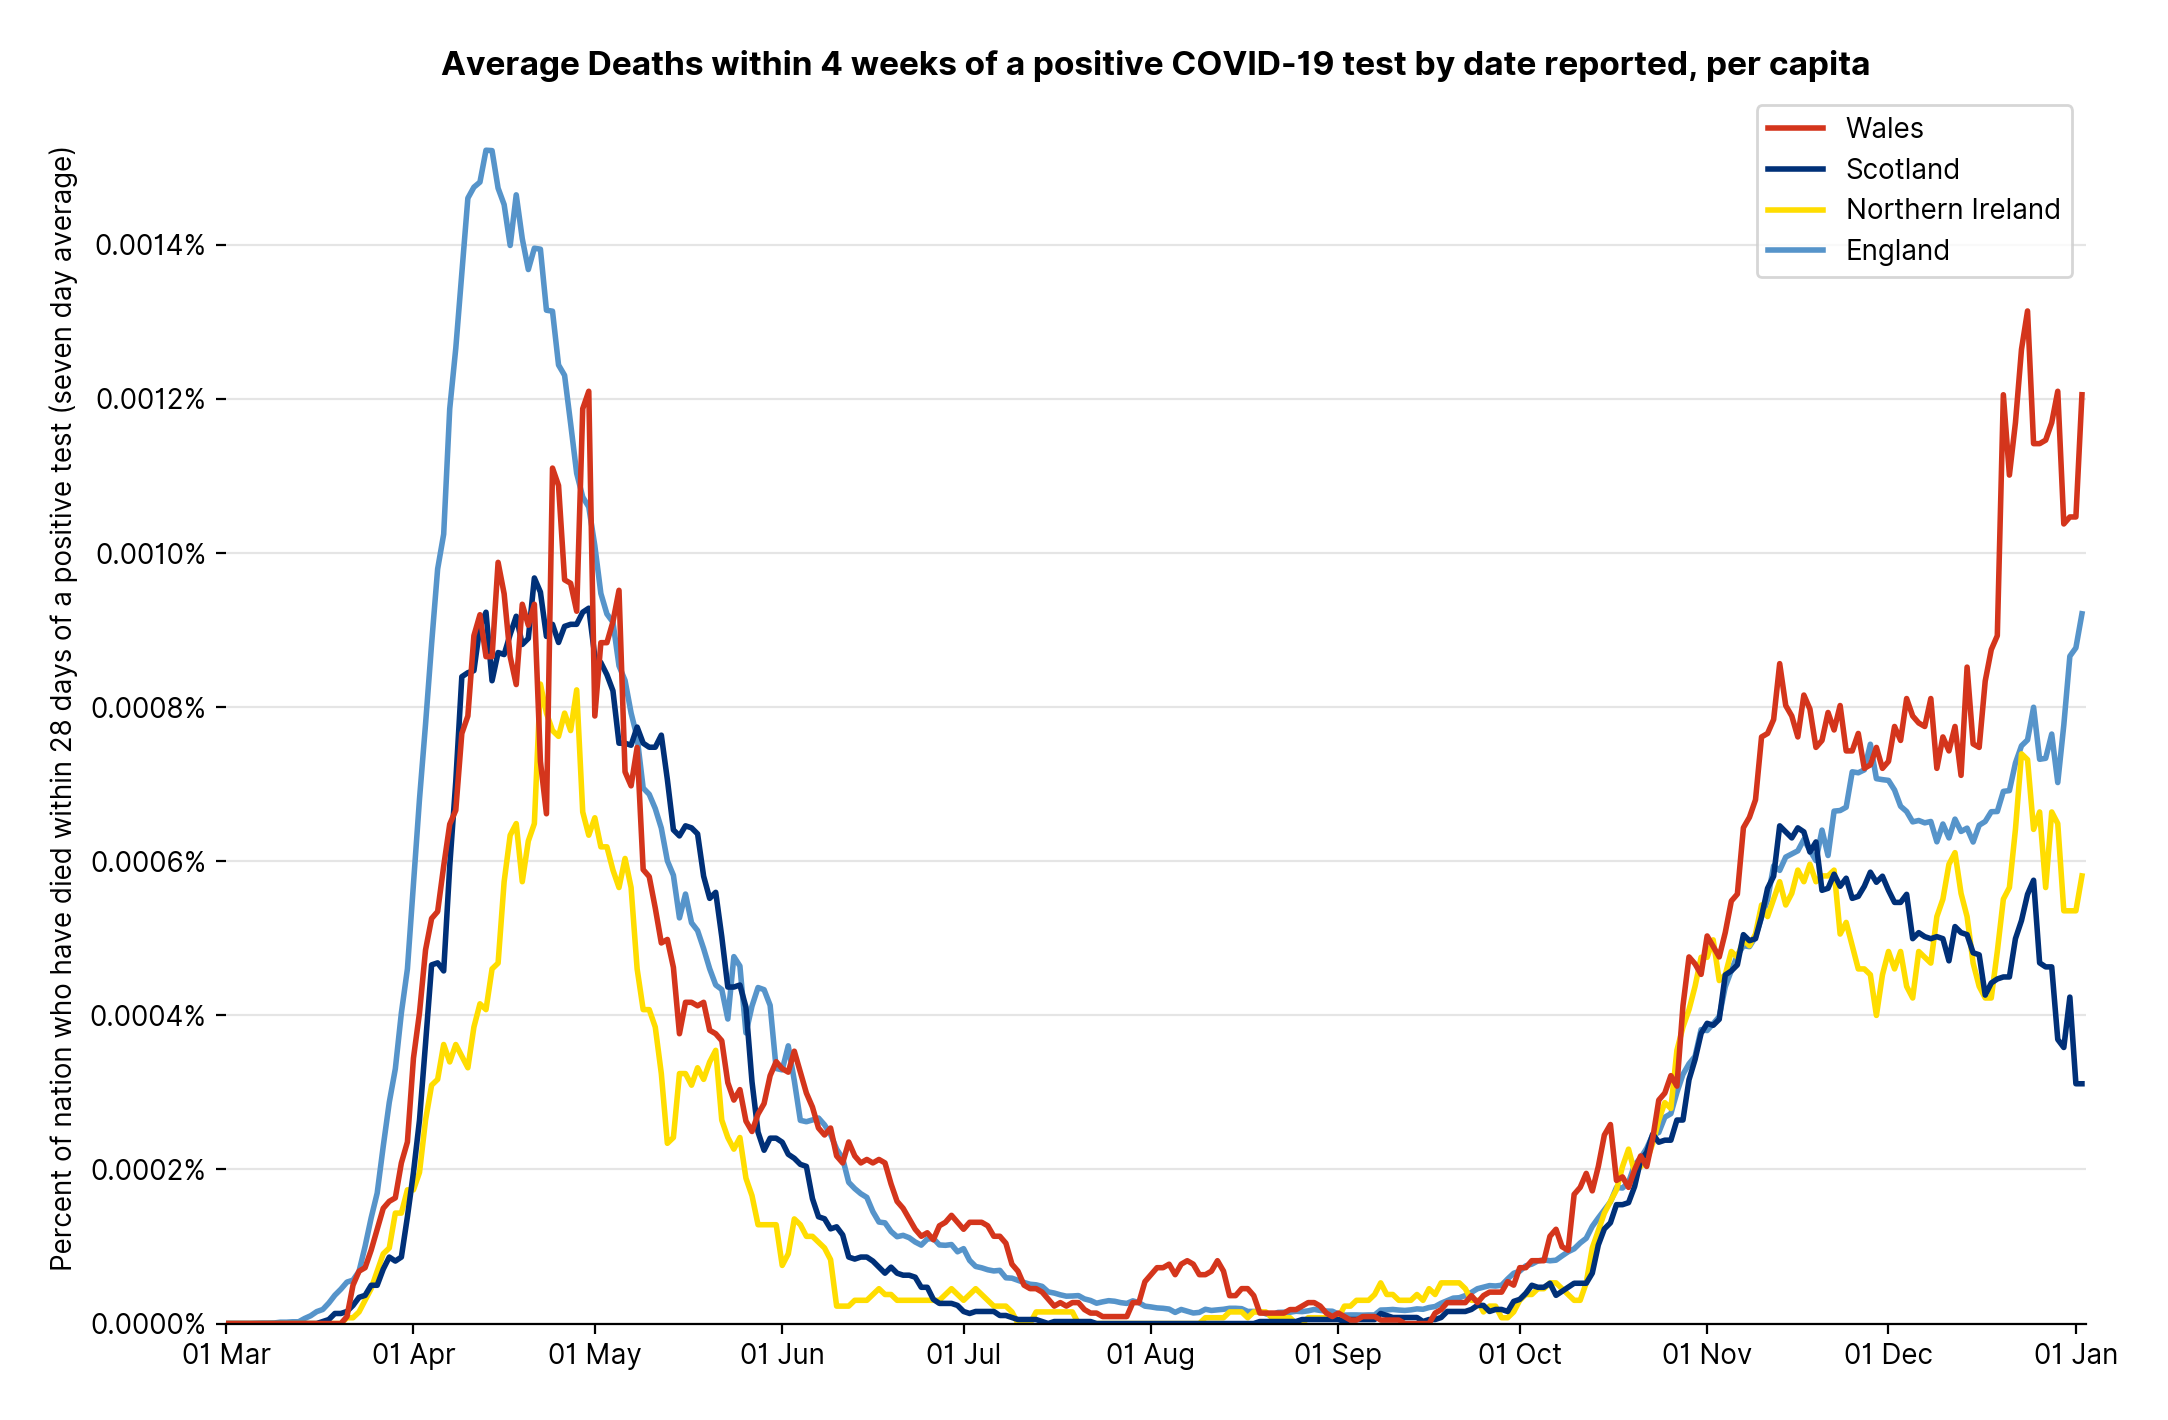 Average Deaths within 4 weeks of a positive COVID-19 test by date reported, per capita
Wales
Scotland
Northern Ireland
England
Percent of nation who have died within 28 days of a positive test (seven day average)
0.0014%
0.0012%
0.0010%
0.0008%
0.0006%
0.0004%
0.0002%
0.0000%
01 Mar
01 Apr
01 May
01 Jun
01 Jul
01 Aug
01 Sep
01 Oct
01 Nov
01 Dec
01 Jan